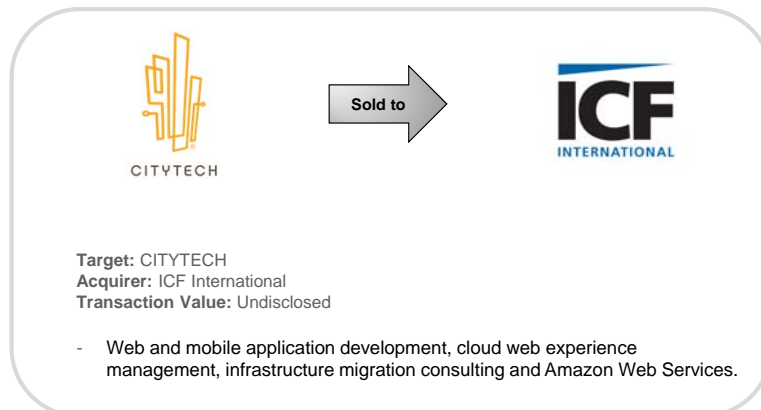 CITYTECH
Sold to
ICF
INTERNATIONAL
Target: CITYTECH
Acquirer: ICF International
Transaction Value: Undisclosed
- Web and mobile application development, cloud web experience
management, infrastructure migration consulting and Amazon Web Services.